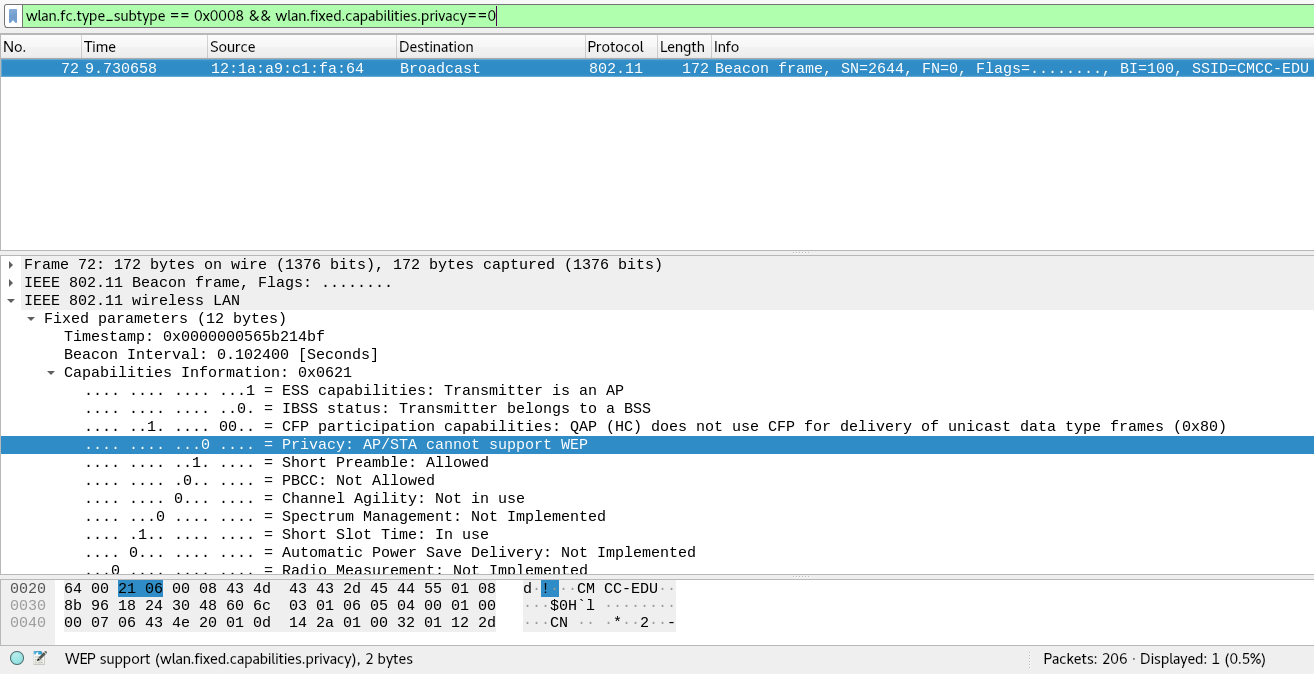 wlan.fc.type_subtype == 0x0008 && wlan.fixed.capabilities.privacy==0
No. Time Source Destination Protocol Length Info
72 9.730658 12:1a:a9:c1:fa:64 Broadcast 802.11 172 Beacon frame, SN=2644, FN=0, Flags=........, BI=100, SSID=CMCC-EDU
Frame 72: 172 bytes on wire (1376 bits), 172 bytes captured (1376 bits)
IEEE 802.11 Beacon frame, Flags: ........
IEEE 802.11 wireless LAN
Fixed parameters (12 bytes)
Timestamp: 0x0000000565b214bf
Beacon Interval: 0.102400 [Seconds]
Capabilities Information: 0x0621
.... .... .... ...1 = ESS capabilities: Transmitter is an AP
.... .... .... ..0. = IBSS status: Transmitter belongs to a BSS
.... ..1. .... 00.. = CFP participation capabilities: QAP (HC) does not use CFP for delivery of unicast data type frames (0x80)
.... .... ...0 .... = Privacy: AP/STA cannot support WEP
.... .... ..1. .... = Short Preamble: Allowed
.... .... .0.. .... = PBCC: Not Allowed
.... .... 0... .... = Channel Agility: Not in use
.... ...0 .... .... = Spectrum Management: Not Implemented
.... .1.. .... .... = Short Slot Time: In use
.... 0... .... .... = Automatic Power Save Delivery: Not Implemented
...0 .... .... .... = Radio Measurement: Not Implemented
0020 64 00 21 06 00 08 43 4d 43 43 2d 45 44 55 01 08 d·!···CM CC-EDU··
0030 8b 96 18 24 30 48 60 6c 03 01 06 05 04 00 01 00 ···$0H`l ········
0040 00 07 06 43 4e 20 01 0d 14 2a 01 00 32 01 12 2d ···CN ·· ·*··2··-
WEP support (wlan.fixed.capabilities.privacy), 2 bytes Packets: 206 · Displayed: 1 (0.5%)